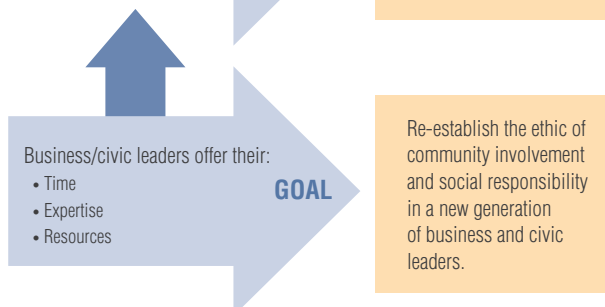 Business/civic leaders offer their:
• Time
• Expertise
• Resources
GOAL
Re-establish the ethic of
community involvement
and social responsibility
in a new generation
of business and civic
leaders.